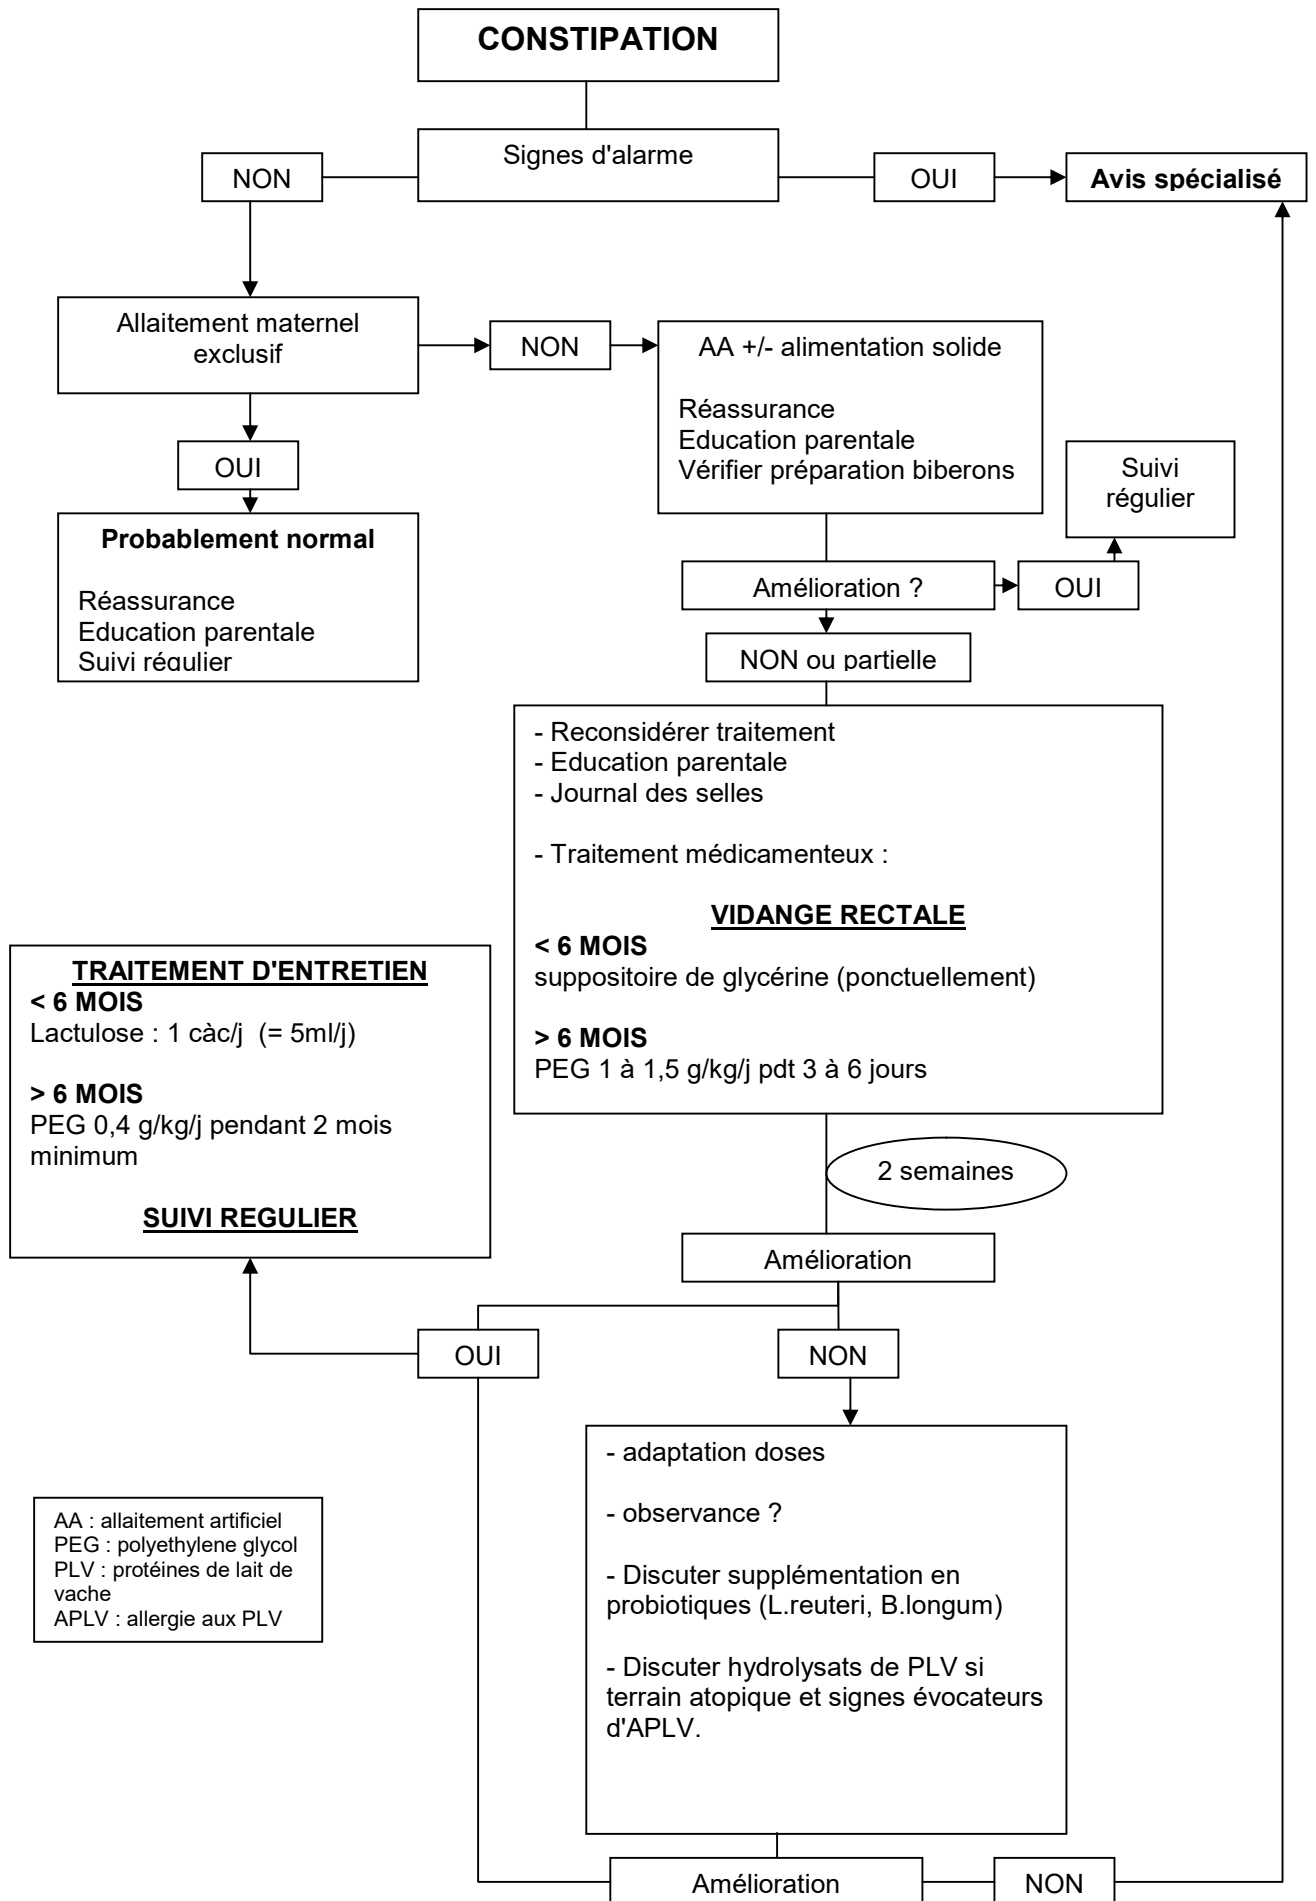 CONSTIPATION
Signes d'alarme
NON
OUI
Avis spécialisé
Allaitement maternel
exclusif
NON
AA +/- alimentation solide
Réassurance
Education parentale
Vérifier préparation biberons
OUI
Suivi
régulier
Probablement normal
Réassurance
Education parentale
Suivi régulier
Amélioration ?
OUI
NON ou partielle
- Reconsidérer traitement
- Education parentale
- Journal des selles
- Traitement médicamenteux :
VIDANGE RECTALE
< 6 MOIS
suppositoire de glycérine (ponctuellement)
> 6 MOIS
PEG 1 à 1,5 g/kg/j pdt 3 à 6 jours
TRAITEMENT D'ENTRETIEN
< 6 MOIS
Lactulose : 1 càc/j  (= 5ml/j)
> 6 MOIS
PEG 0,4 g/kg/j pendant 2 mois
minimum
SUIVI REGULIER
2 semaines
Amélioration
OUI
NON
- adaptation doses
- observance ?
- Discuter supplémentation en
probiotiques (L.reuteri, B.longum)
- Discuter hydrolysats de PLV si
terrain atopique et signes évocateurs
d'APLV.
AA : allaitement artificiel
PEG : polyethylene glycol
PLV : protéines de lait de
vache
APLV : allergie aux PLV
Amélioration
NON